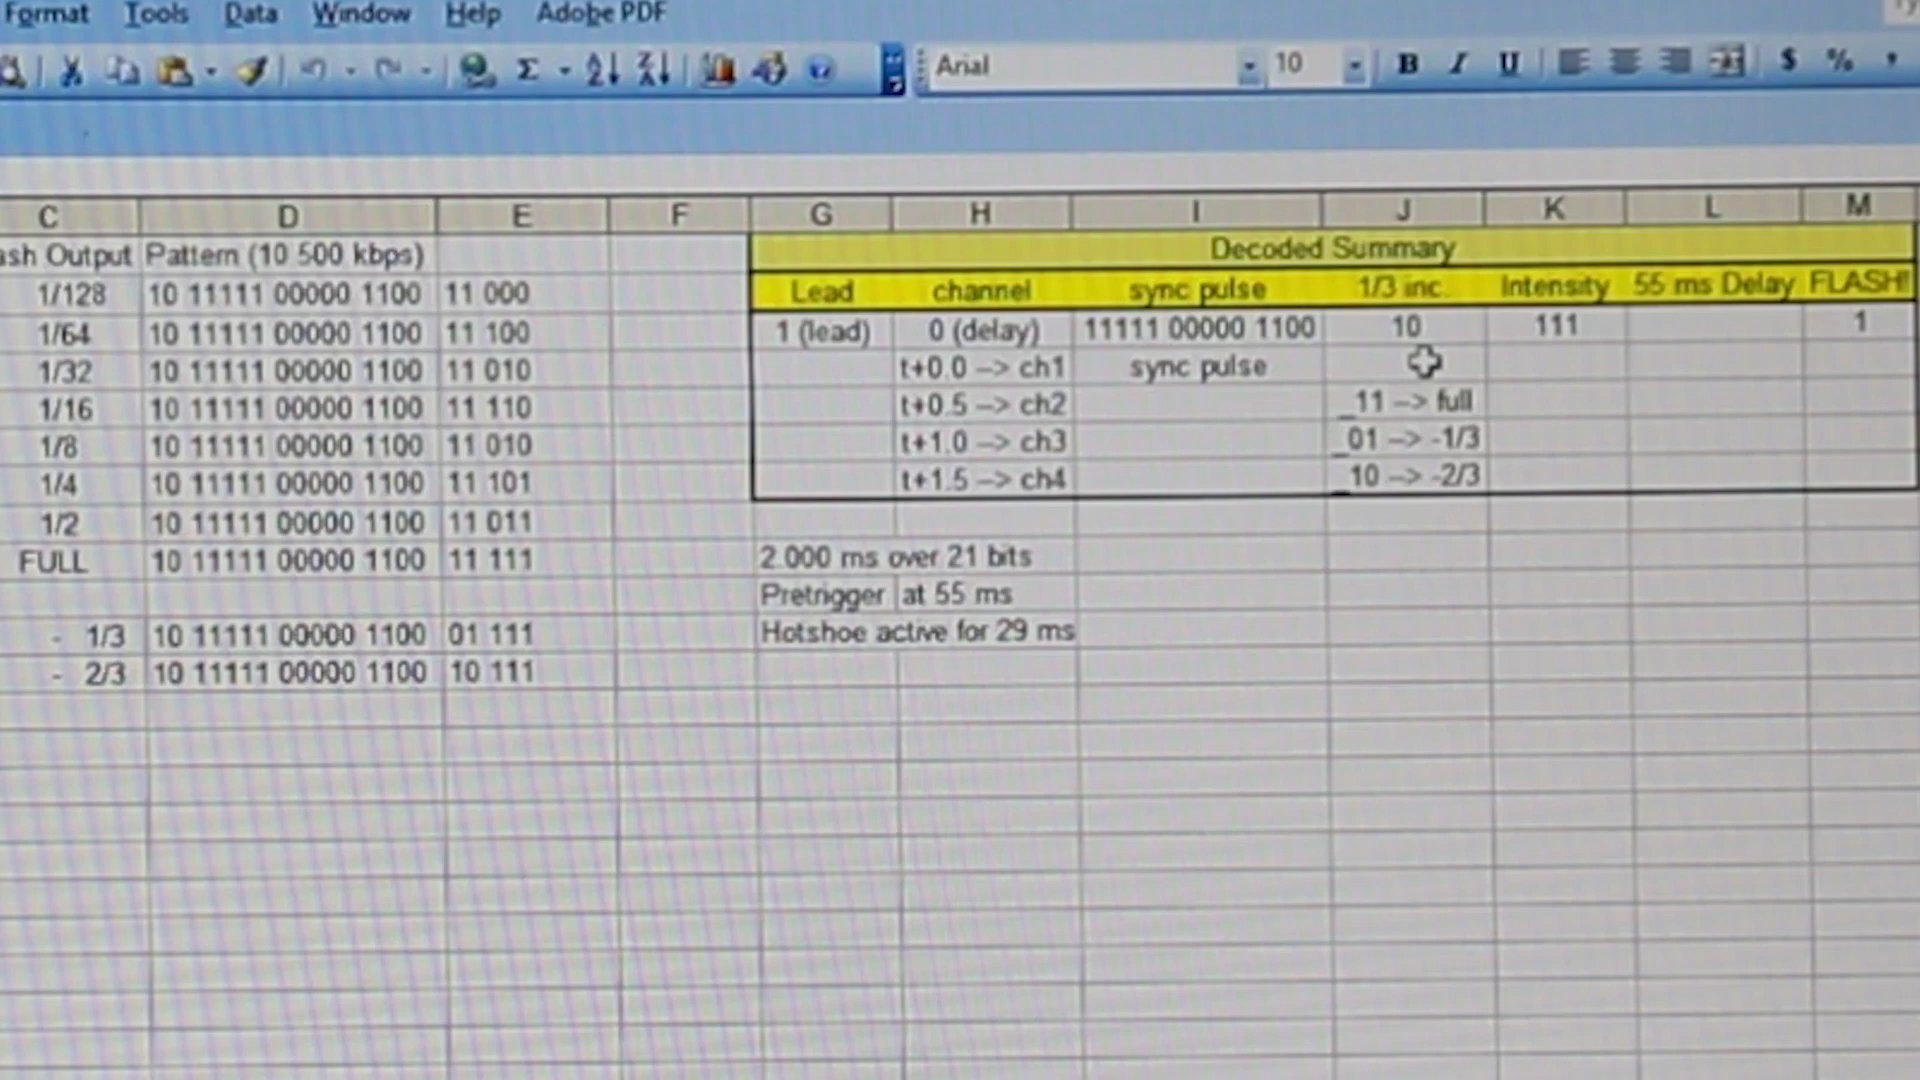 Format Tools Data Window Help Adobe PDF
Arial 10 B I U $ % ,
C D E F G H I J K L M
ash Output Pattern (10 500 kbps) Decoded Summary
1/128 10 11111 00000 1100 11 000 Lead channel sync pulse 1/3 inc. Intensity 55 ms Delay FLASH!
1/64 10 11111 00000 1100 11 100 1 (lead) 0 (delay) 11111 00000 1100 10 111 1
1/32 10 11111 00000 1100 11 010 t+0.0 --> ch1 sync pulse
1/16 10 11111 00000 1100 11 110 t+0.5 --> ch2 _11 --> full
1/8 10 11111 00000 1100 11 010 t+1.0 --> ch3 _01 --> -1/3
1/4 10 11111 00000 1100 11 101 t+1.5 --> ch4 _10 --> -2/3
1/2 10 11111 00000 1100 11 011
FULL 10 11111 00000 1100 11 111 2.000 ms over 21 bits
Pretrigger at 55 ms
- 1/3 10 11111 00000 1100 01 111 Hotshoe active for 29 ms
- 2/3 10 11111 00000 1100 10 111